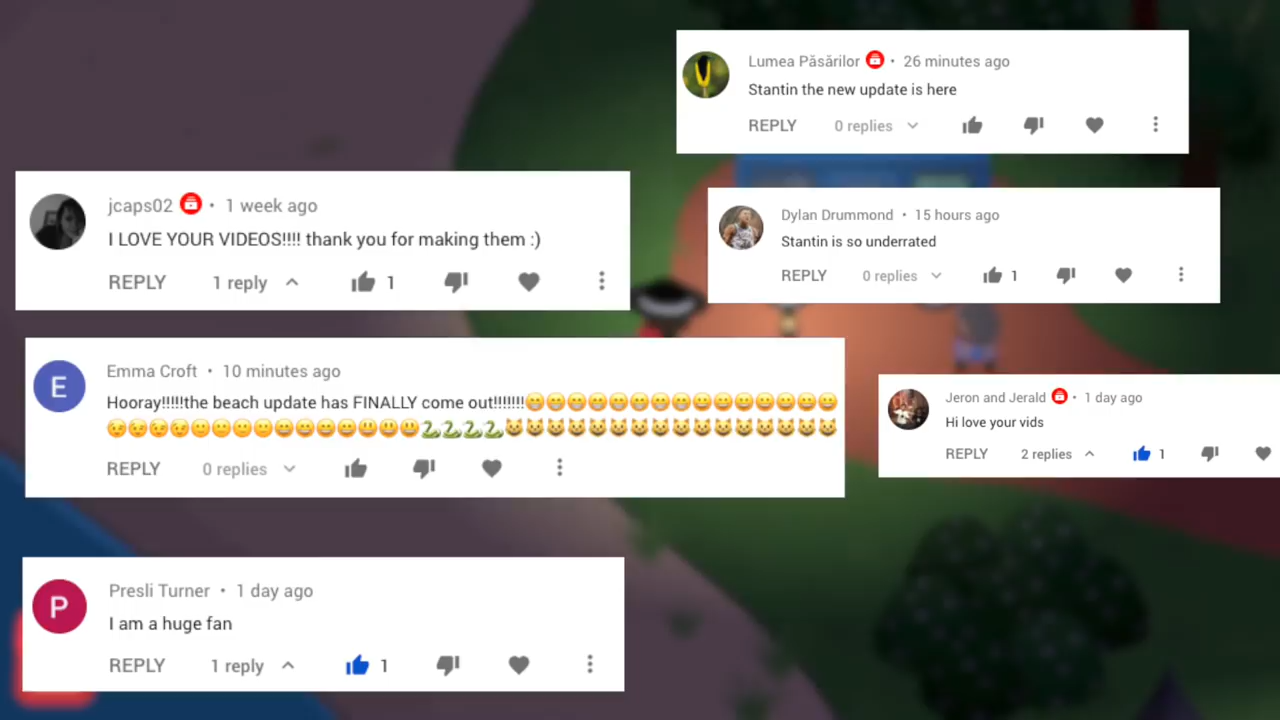 Lumea Păsărilor • 26 minutes ago
Stantin the new update is here
REPLY 0 replies
jcaps02 • 1 week ago
I LOVE YOUR VIDEOS!!!! thank you for making them :)
REPLY 1 reply 1
Dylan Drummond • 15 hours ago
Stantin is so underrated
REPLY 0 replies 1
E
Emma Croft • 10 minutes ago
Hooray!!!!!the beach update has FINALLY come out!!!!!!!😁😁😁😁😁😁😁😁😀😀😀😀😀😀😀
😔😔😔😔🙂🙂🙂🙂😀😀😀😀😃😃😃🐍🐍🐍🐍😺😺😺😺😺😺😺😺😺😺😺😺😺😺😺😺
REPLY 0 replies
Jeron and Jerald • 1 day ago
Hi love your vids
REPLY 2 replies 1
P
Presli Turner • 1 day ago
I am a huge fan
REPLY 1 reply 1